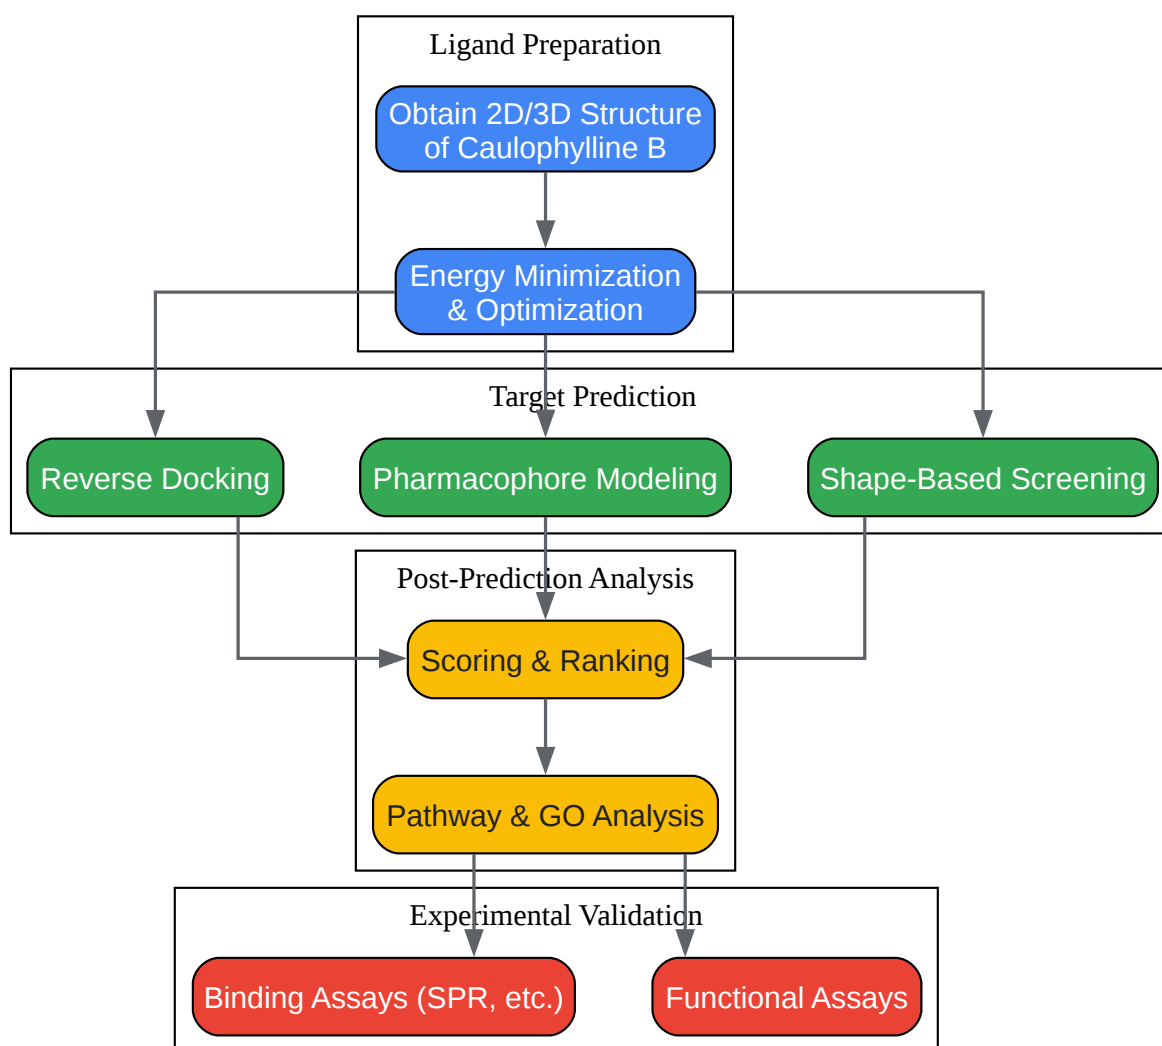 Ligand Preparation
Obtain 2D/3D Structure
of Caulophylline B
Energy Minimization
& Optimization
Target Prediction
Reverse Docking
Pharmacophore Modeling
Shape-Based Screening
Post-Prediction Analysis
Scoring & Ranking
Pathway & GO Analysis
Experimental Validation
Binding Assays (SPR, etc.)
Functional Assays